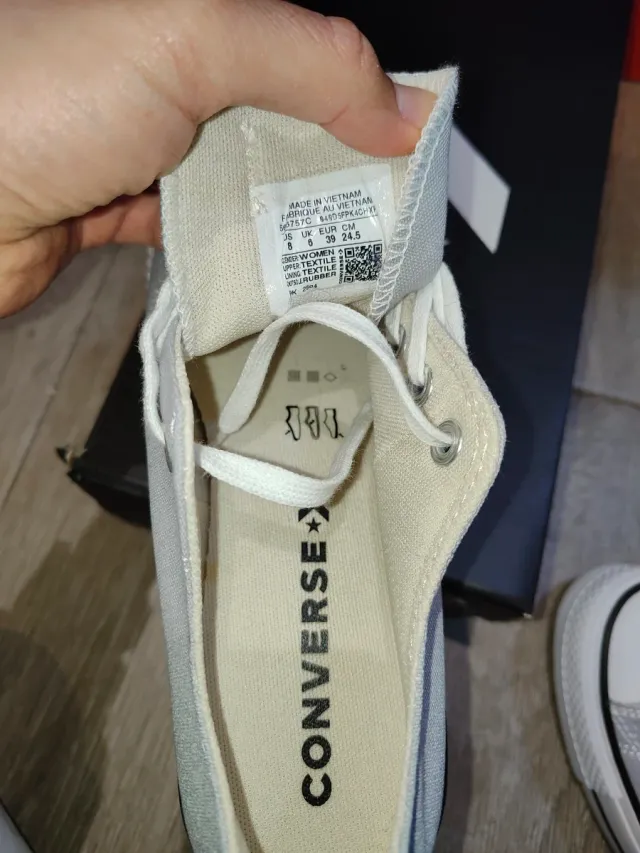 MADE IN VIETNAM
FABRIQUE AU VIETNAM
US UK EUR CM
8 6 39 24.5
GENDER WOMEN
UPPER TEXTILE
LINING TEXTILE
RUBBER
CONVERSE